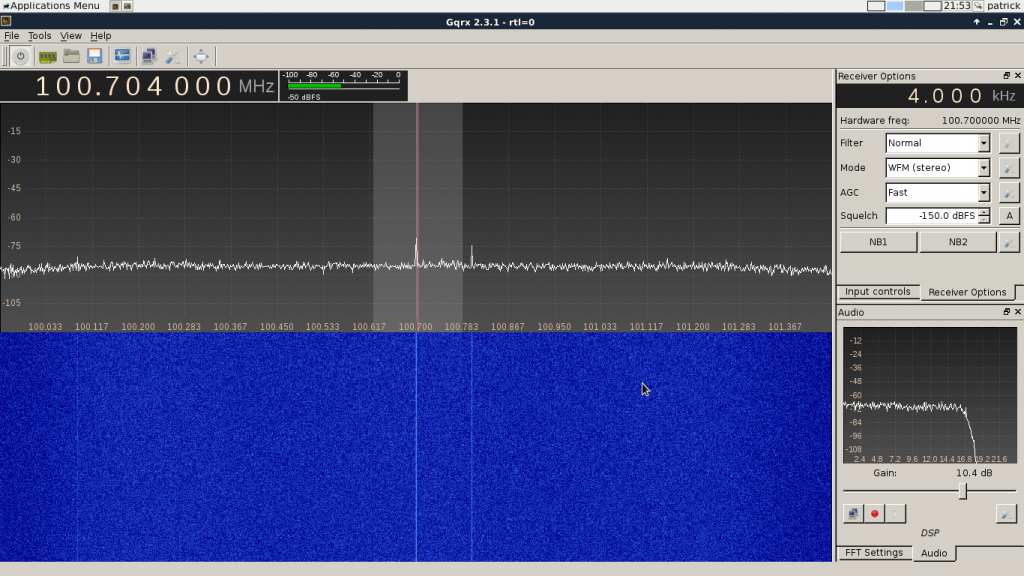 Applications Menu 21:53 patrick
Gqrx 2.3.1 - rtl=0
File Tools View Help
100.704 000 MHz
-100 -80 -60 -40 -20 0
-50 dBFS
-15
-30
-45
-60
-75
-105
100.033 100.117 100.200 100.283 100.367 100.450 100.533 100.617 100.700 100.783 100.867 100.950 101.033 101.117 101.200 101.283 101.367
Receiver Options
4.000 kHz
Hardware freq: 100.700000 MHz
Filter Normal
Mode WFM (stereo)
AGC Fast
Squelch -150.0 dBFS A
NB1 NB2
Input controls Receiver Options
Audio
-12
-24
-36
-48
-60
-72
-84
-96
-108
2.4 4.8 7.2 9.6 12.0 14.4 16.8 19.2 21.6
Gain: 10.4 dB
DSP
FFT Settings Audio